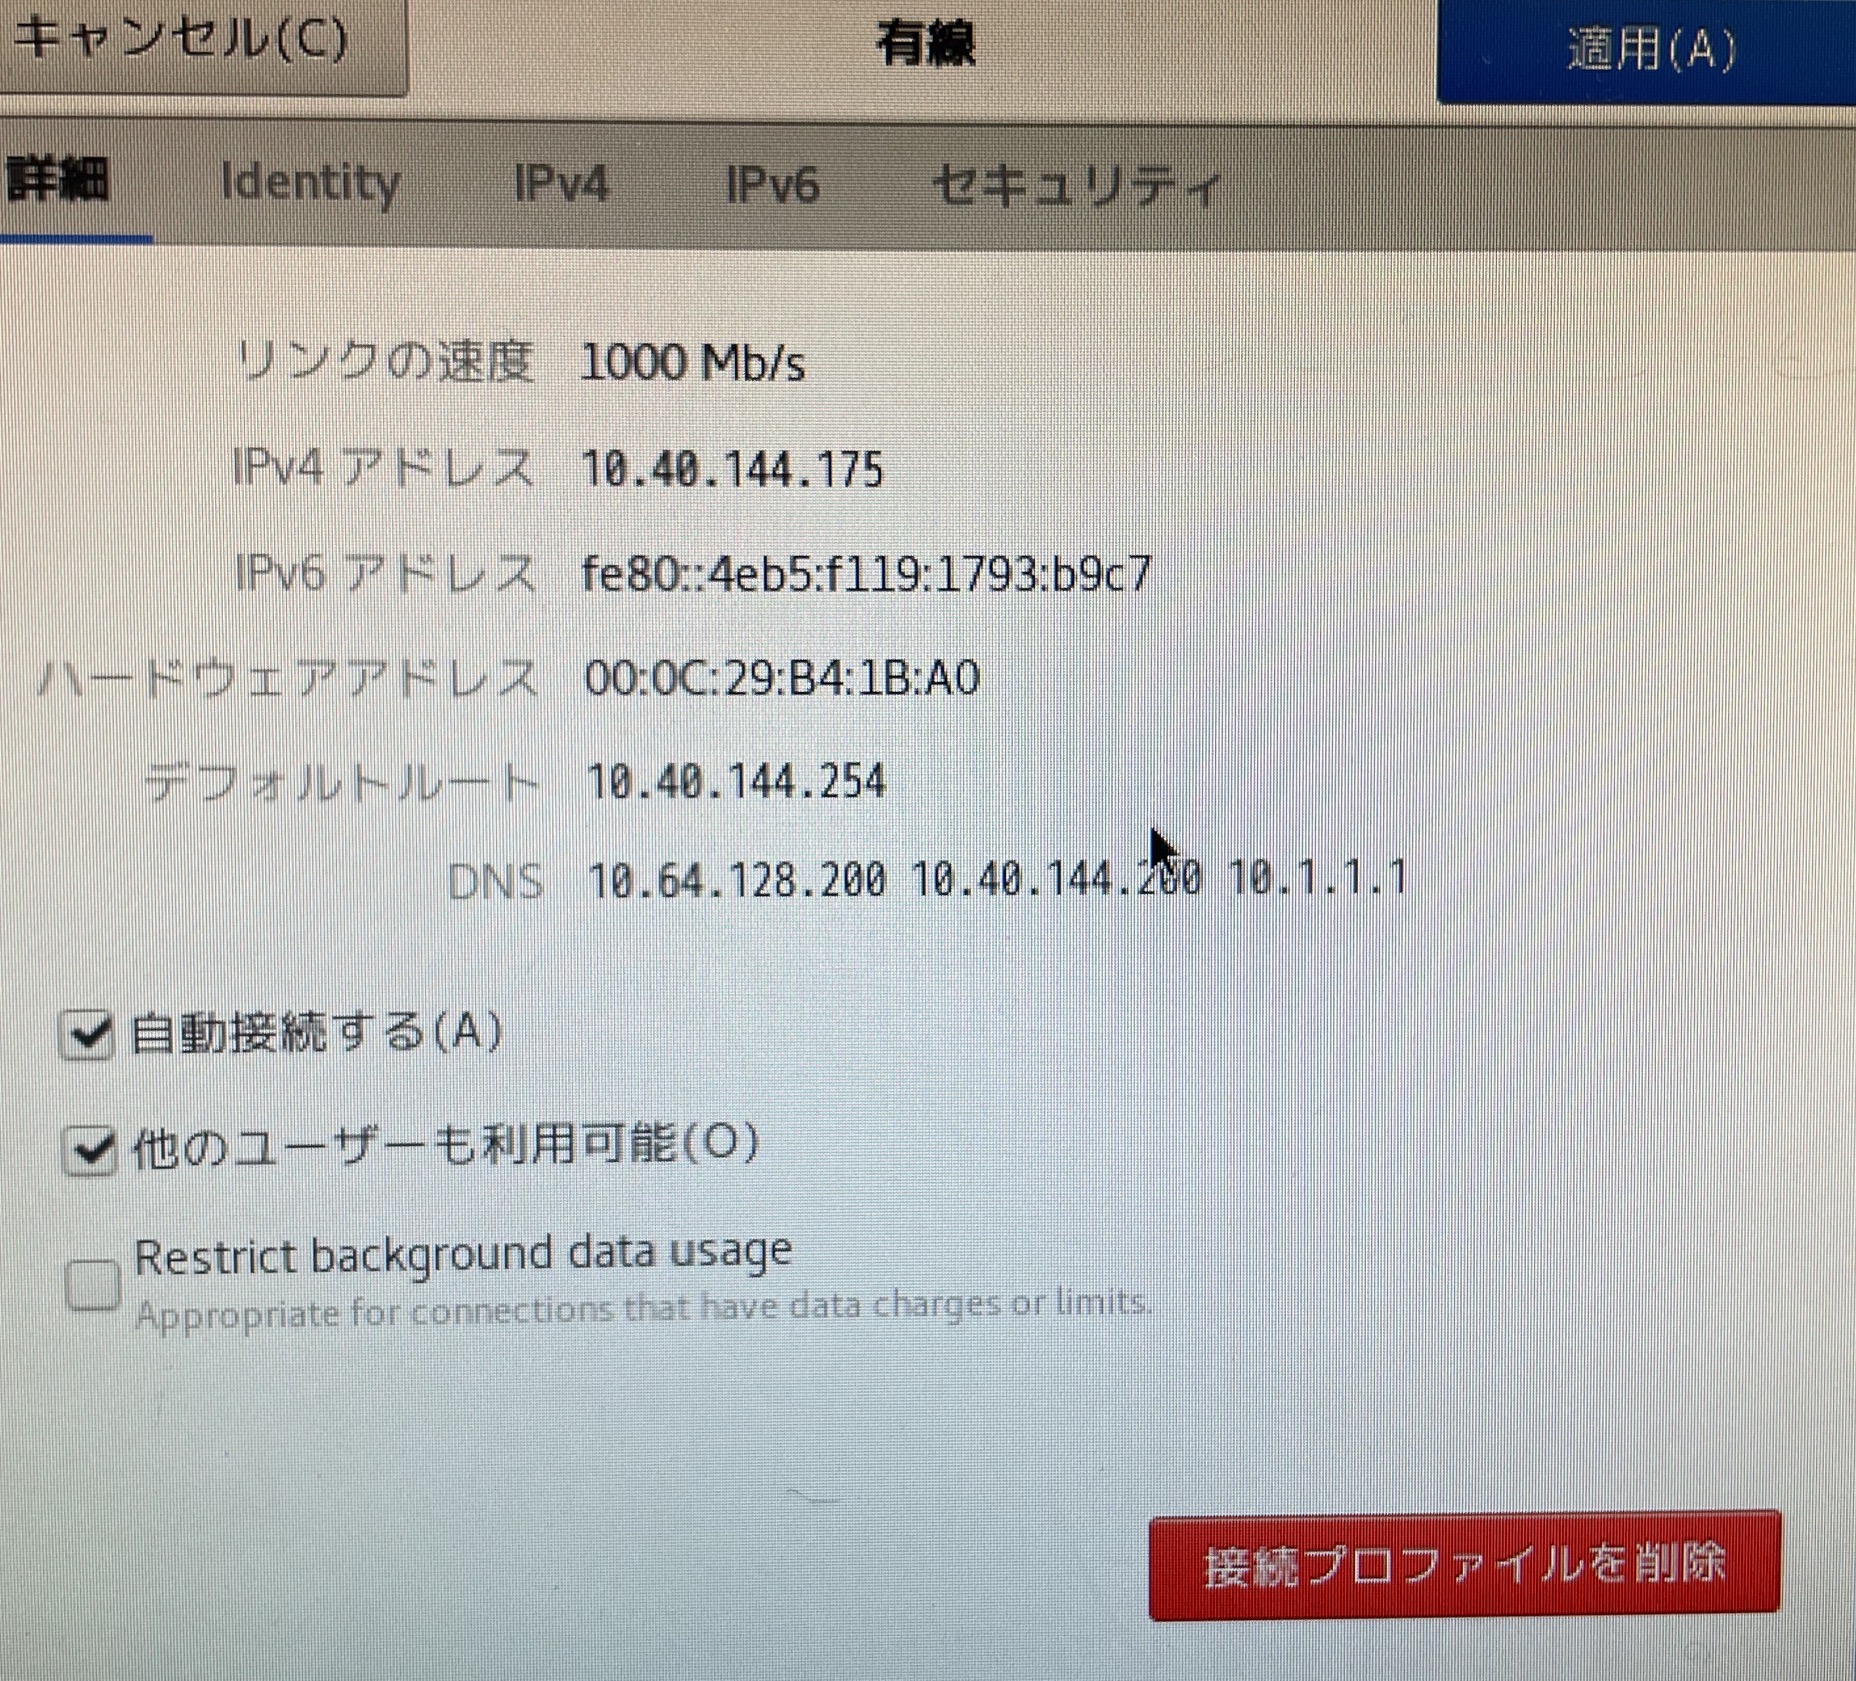 キャンセル(C) 有線 適用(A)
詳細 Identity IPv4 IPv6 セキュリティ
リンクの速度 1000 Mb/s
IPv4 アドレス 10.40.144.175
IPv6 アドレス fe80::4eb5:f119:1793:b9c7
ハードウェアアドレス 00:0C:29:B4:1B:A0
デフォルトルート 10.40.144.254
DNS 10.64.128.200 10.40.144.200 10.1.1.1
自動接続する(A)
他のユーザーも利用可能(O)
Restrict background data usage
Appropriate for connections that have data charges or limits.
接続プロファイルを削除